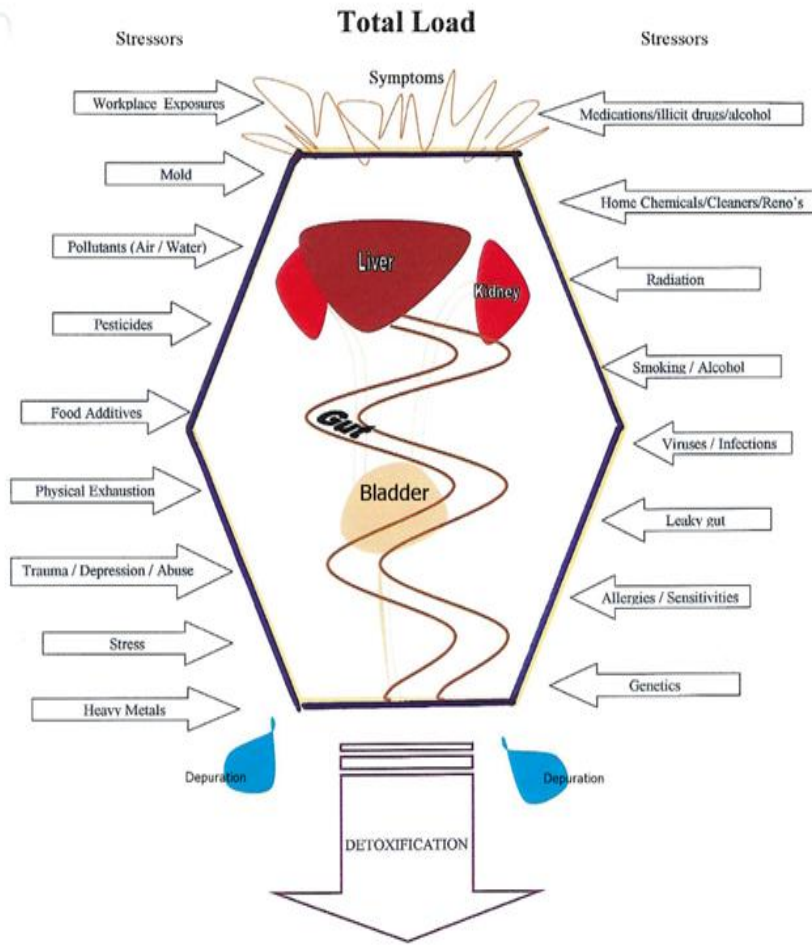 Total Load
Stressors
Stressors
Symptoms
Workplace Exposures
Medications/illicit drugs/alcohol
Mold
Home Chemicals/Cleaners/Reno's
Pollutants (Air / Water)
Liver
Radiation
Kidney
Pesticides
Smoking / Alcohol
Food Additives
Gut
Viruses / Infections
Physical Exhaustion
Bladder
Leaky gut
Trauma / Depression / Abuse
Allergies / Sensitivities
Stress
Genetics
Heavy Metals
Depuration
Depuration
DETOXIFICATION